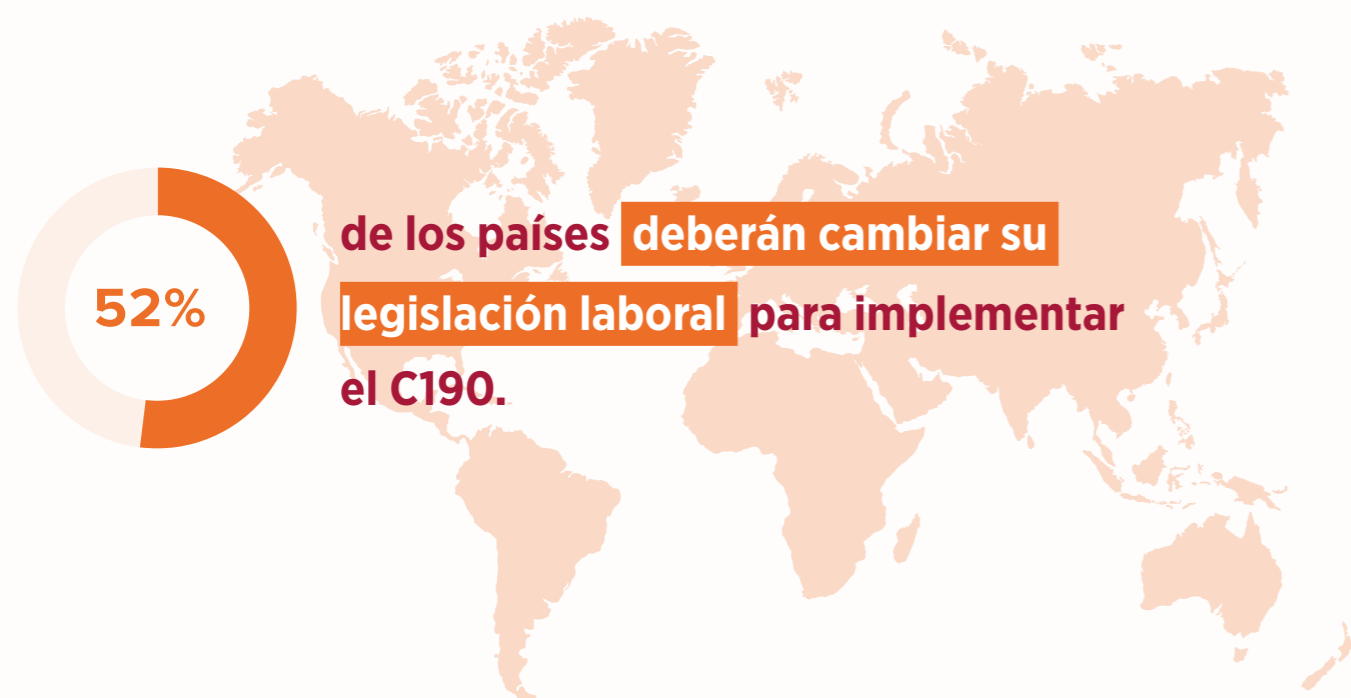 52%
de los países deberán cambiar su
legislación laboral para implementar
el C190.